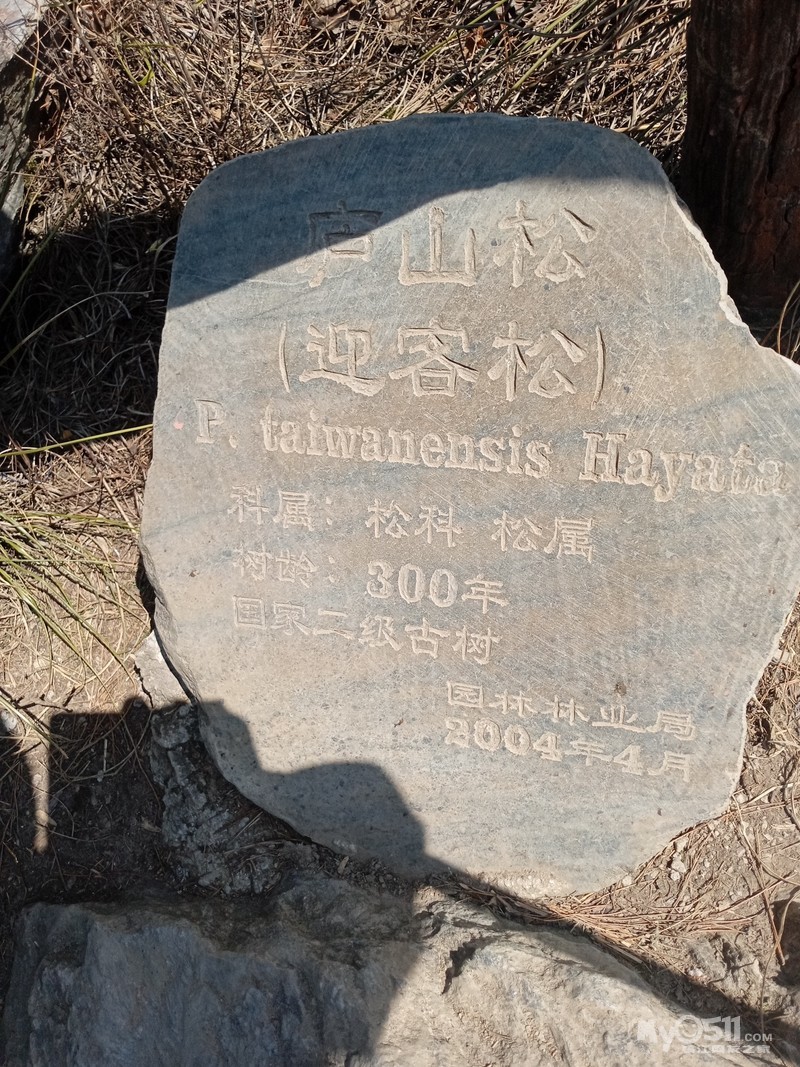 庐山松
(迎客松)
P. taiwanensis Hayata
科属：松科 松属
树龄：300年
国家二级古树
园林林业局
2004年4月
My0511.COM